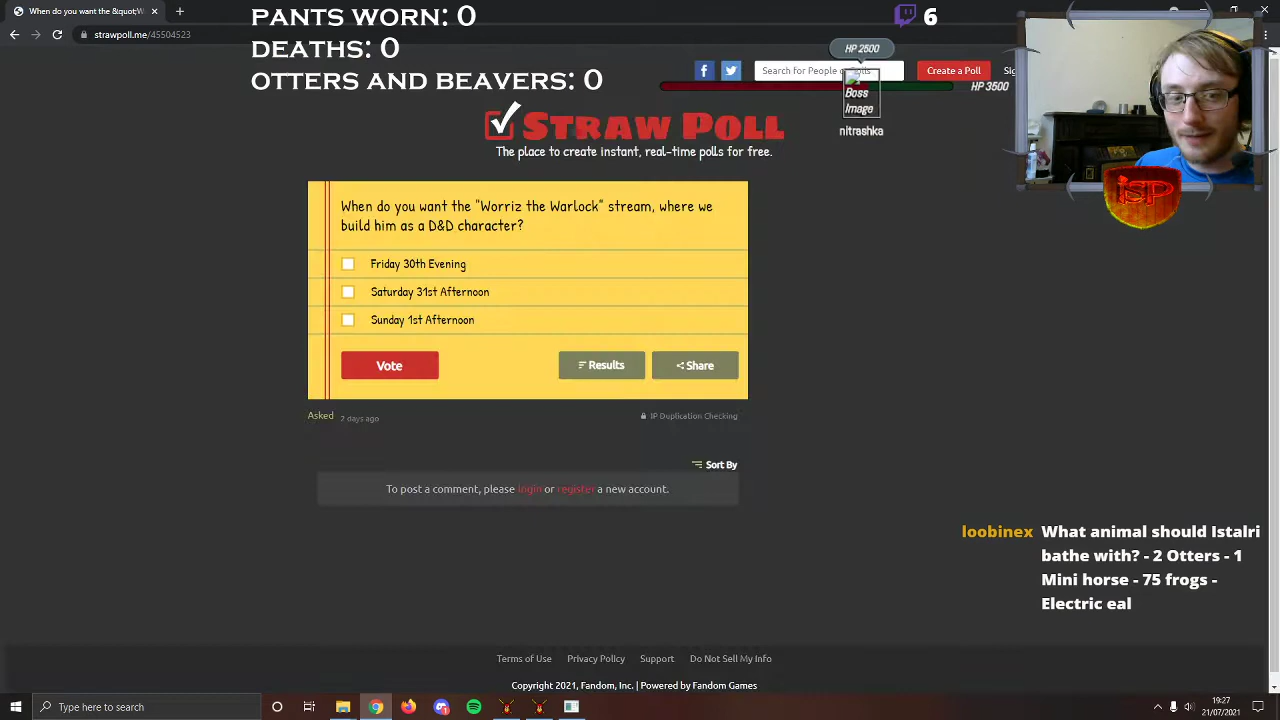 When do you want the &quot;W
PANTS WORN: 0
6
strawpoll.me/45504523
DEATHS: 0
HP 2500
OTTERS AND BEAVERS: 0
Search for People or Polls
Create a Poll
HP 3500
Boss
Image
nitrashka
STRAW POLL
The place to create instant, real-time polls for free.
iSP
When do you want the "Worriz the Warlock" stream, where we
build him as a D&D character?
Friday 30th Evening
Saturday 31st Afternoon
Sunday 1st Afternoon
Vote
Results
Share
Asked 2 days ago
IP Duplication Checking
Sort By
To post a comment, please login or register a new account.
loobinex What animal should Istalri
bathe with? - 2 Otters - 1
Mini horse - 75 frogs -
Electric eal
Terms of Use Privacy Policy Support Do Not Sell My Info
Copyright 2021, Fandom, Inc. | Powered by Fandom Games
Type here to search
19:27
21/07/2021